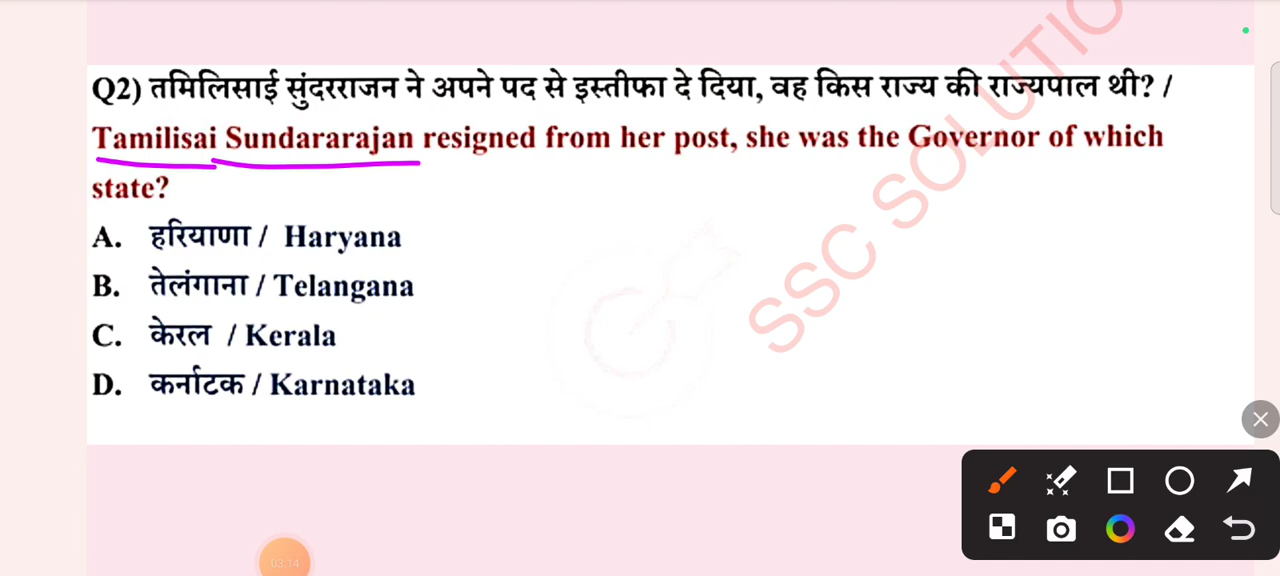 Q2) तमिलिसाई सुंदरराजन ने अपने पद से इस्तीफा दे दिया, वह किस राज्य की राज्यपाल थी? /
Tamilisai Sundararajan resigned from her post, she was the Governor of which
state?
A. हरियाणा / Haryana
B. तेलंगाना / Telangana
C. केरल / Kerala
D. कर्नाटक / Karnataka
SSC SOLUTIO
03:14